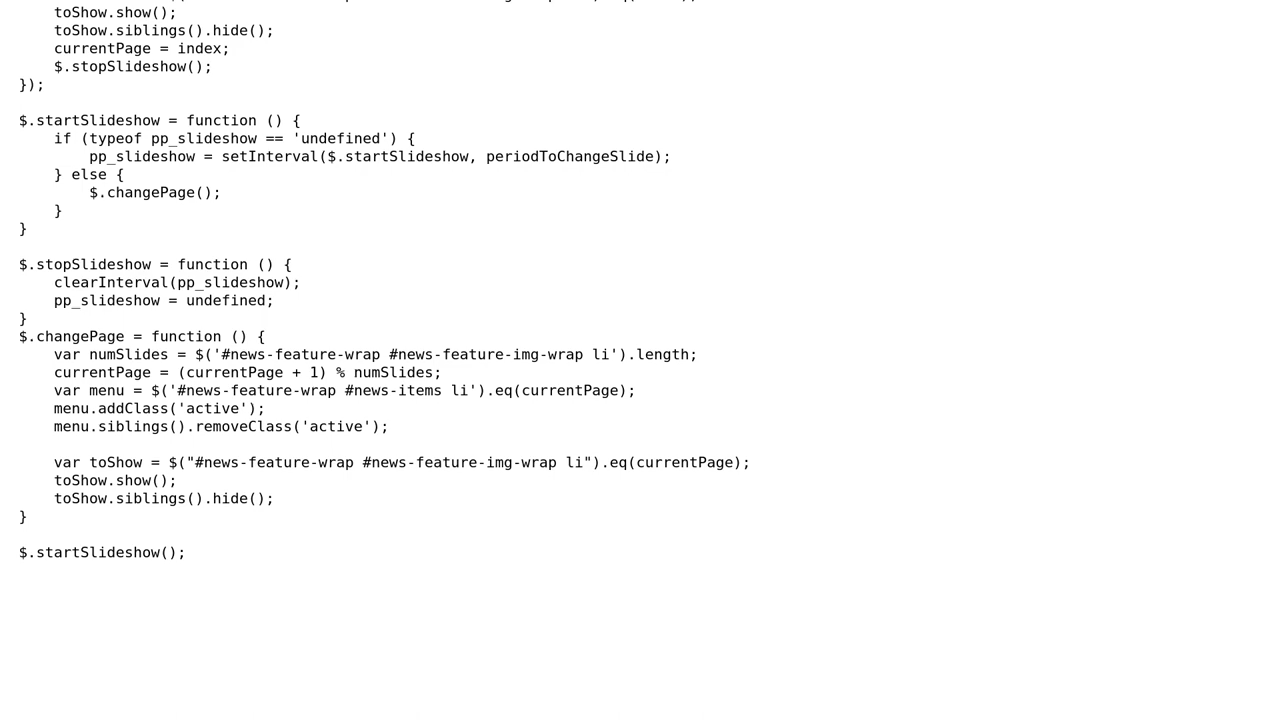 toShow.show();
    toShow.siblings().hide();
    currentPage = index;
    $.stopSlideshow();
});

$.startSlideshow = function () {
    if (typeof pp_slideshow == 'undefined') {
        pp_slideshow = setInterval($.startSlideshow, periodToChangeSlide);
    } else {
        $.changePage();
    }
}

$.stopSlideshow = function () {
    clearInterval(pp_slideshow);
    pp_slideshow = undefined;
}
$.changePage = function () {
    var numSlides = $('#news-feature-wrap #news-feature-img-wrap li').length;
    currentPage = (currentPage + 1) % numSlides;
    var menu = $('#news-feature-wrap #news-items li').eq(currentPage);
    menu.addClass('active');
    menu.siblings().removeClass('active');

    var toShow = $("#news-feature-wrap #news-feature-img-wrap li").eq(currentPage);
    toShow.show();
    toShow.siblings().hide();
}

$.startSlideshow();